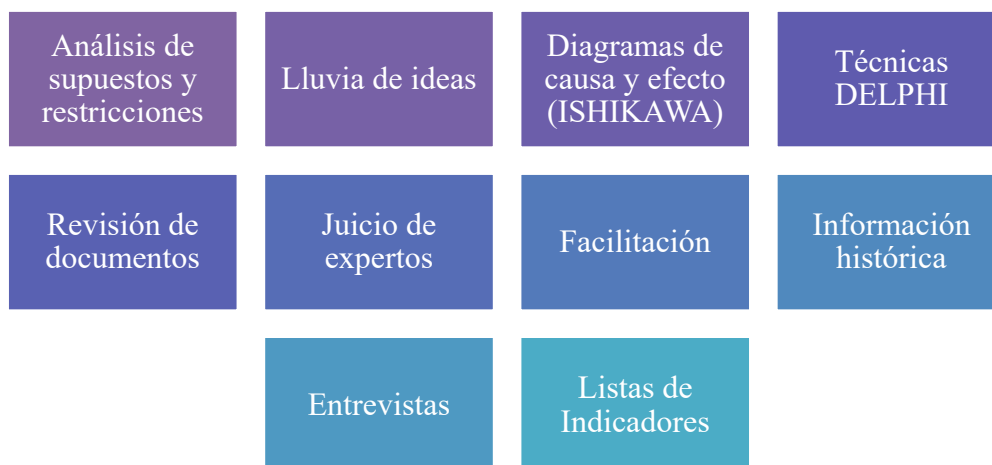 Análisis de
supuestos y
restricciones
Lluvia de ideas
Diagramas de
causa y efecto
(ISHIKAWA)
Técnicas
DELPHI
Revisión de
documentos
Juicio de
expertos
Facilitación
Información
histórica
Entrevistas
Listas de
Indicadores